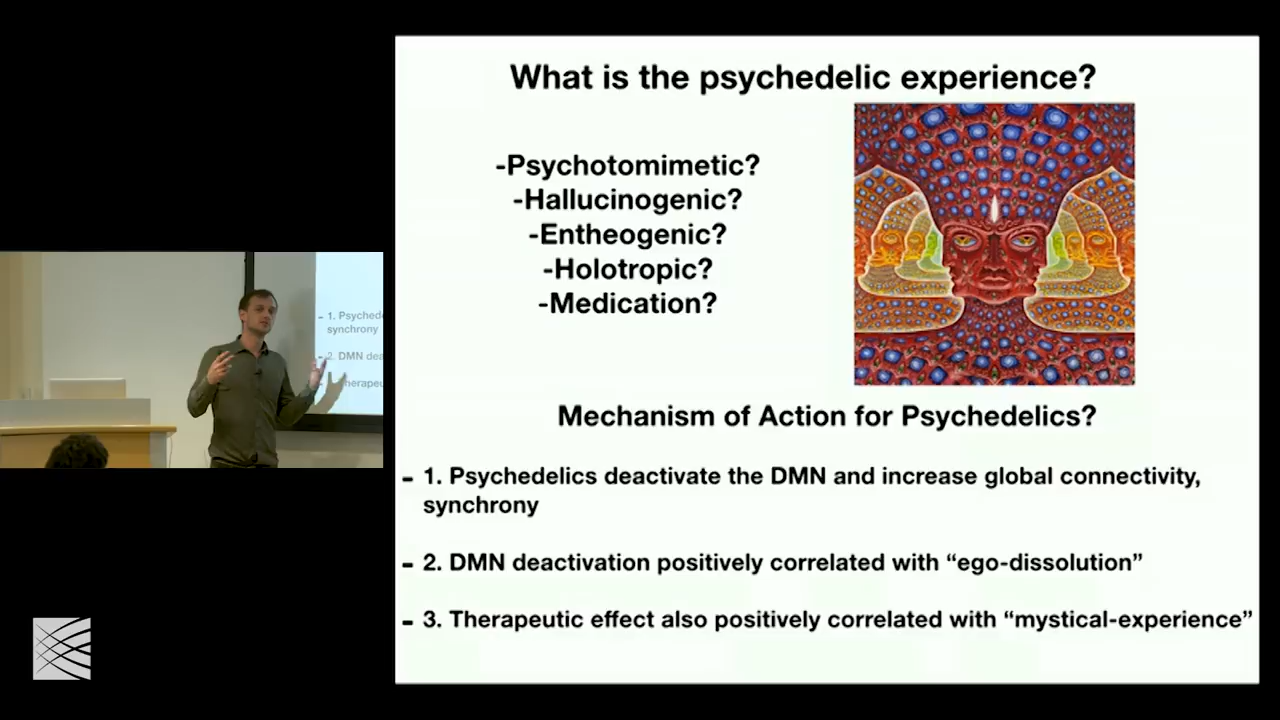 What is the psychedelic experience?
-Psychotomimetic?
-Hallucinogenic?
-Entheogenic?
-Holotropic?
-Medication?
Mechanism of Action for Psychedelics?
- 1. Psychedelics deactivate the DMN and increase global connectivity,
synchrony
- 2. DMN deactivation positively correlated with “ego-dissolution”
- 3. Therapeutic effect also positively correlated with “mystical-experience”
- 1. Psychede
synchrony
2. DMN dea
herapeu